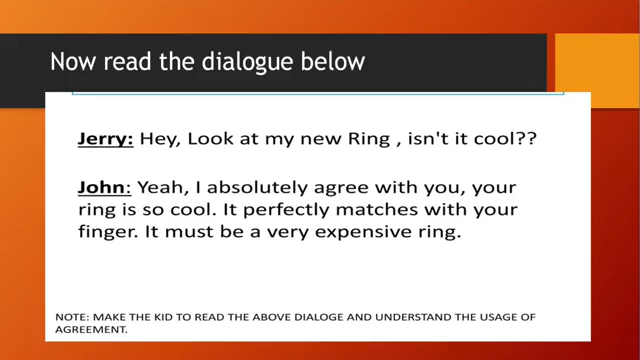 Now read the dialogue below
Jerry: Hey, Look at my new Ring , isn't it cool??
John: Yeah, I absolutely agree with you, your
ring is so cool. It perfectly matches with your
finger. It must be a very expensive ring.
NOTE: MAKE THE KID TO READ THE ABOVE DIALOGE AND UNDERSTAND THE USAGE OF
AGREEMENT.